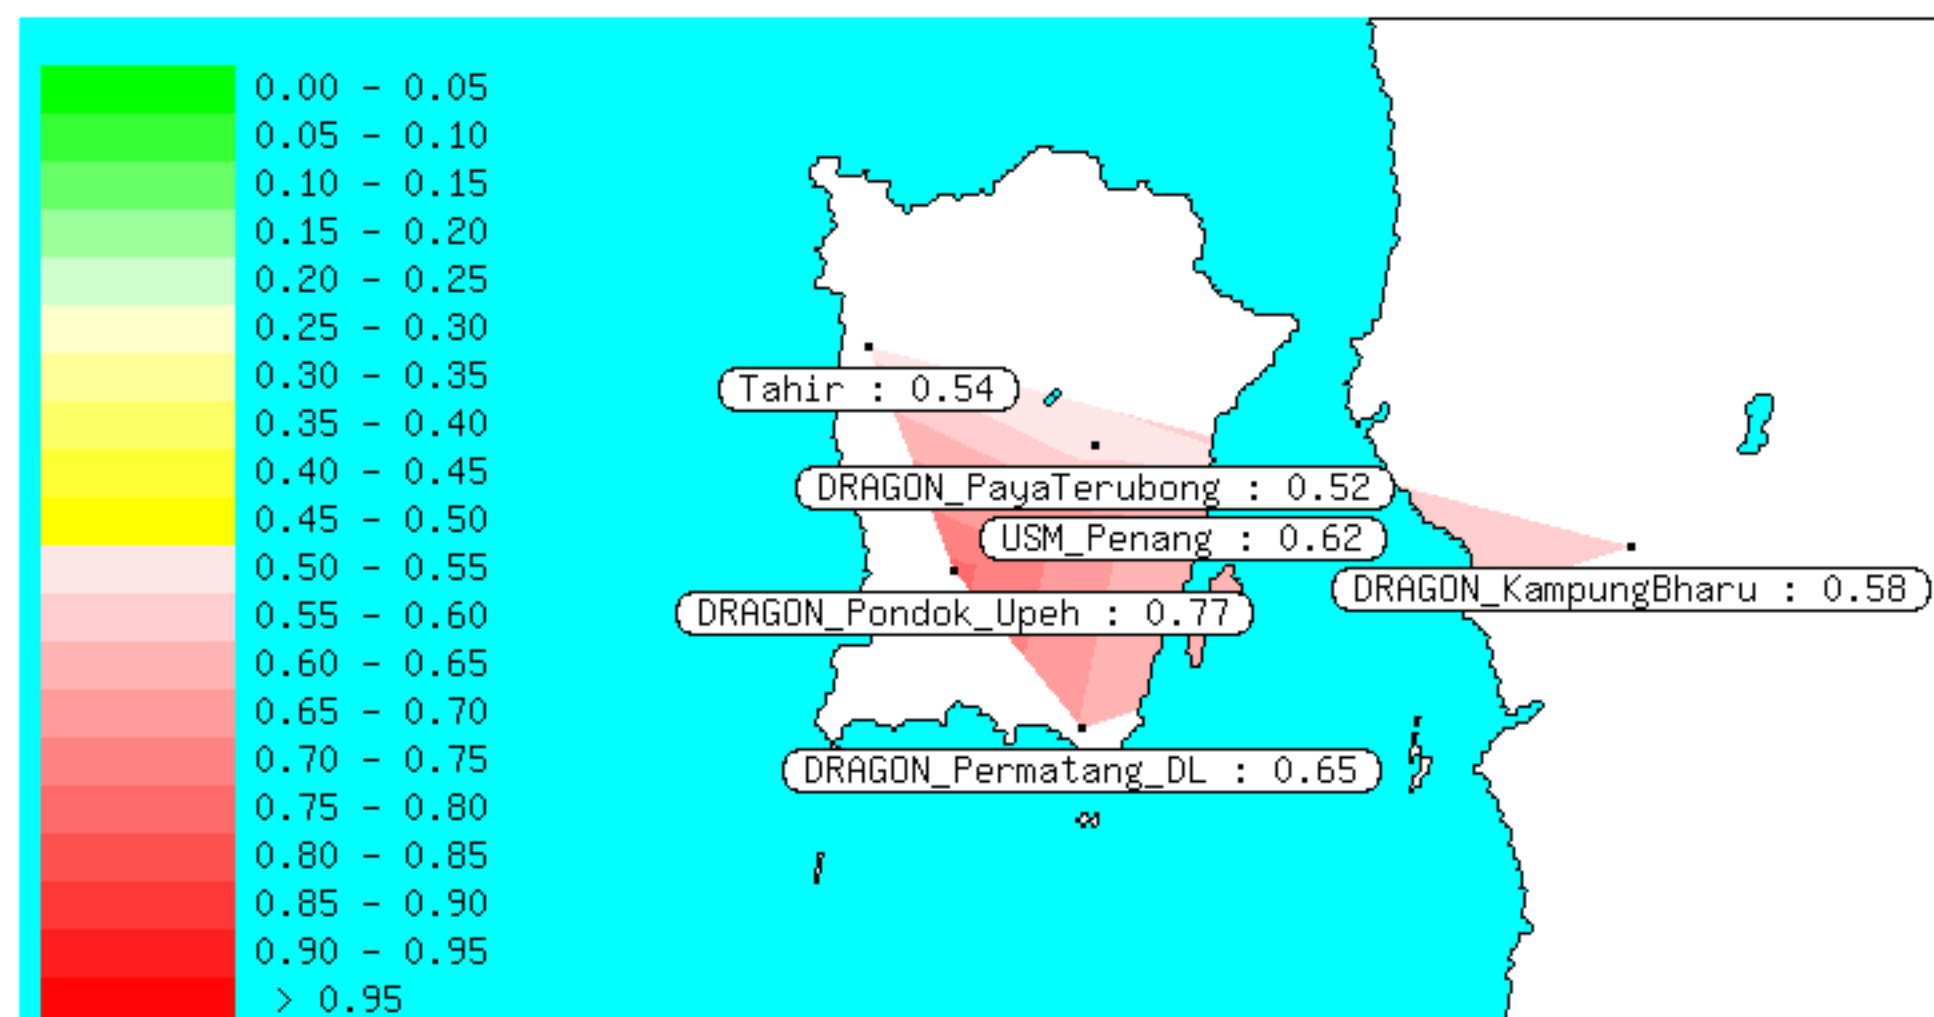 0.00 - 0.05
0.05 - 0.10
0.10 - 0.15
0.15 - 0.20
0.20 - 0.25
0.25 - 0.30
0.30 - 0.35
0.35 - 0.40
0.40 - 0.45
0.45 - 0.50
0.50 - 0.55
0.55 - 0.60
0.60 - 0.65
0.65 - 0.70
0.70 - 0.75
0.75 - 0.80
0.80 - 0.85
0.85 - 0.90
0.90 - 0.95
> 0.95
Tahir : 0.54
DRAGON_PayaTerubong : 0.52
USM_Penang : 0.62
DRAGON_KampungBharu : 0.58
DRAGON_Pondok_Upeh : 0.77
DRAGON_Permatang_DL : 0.65